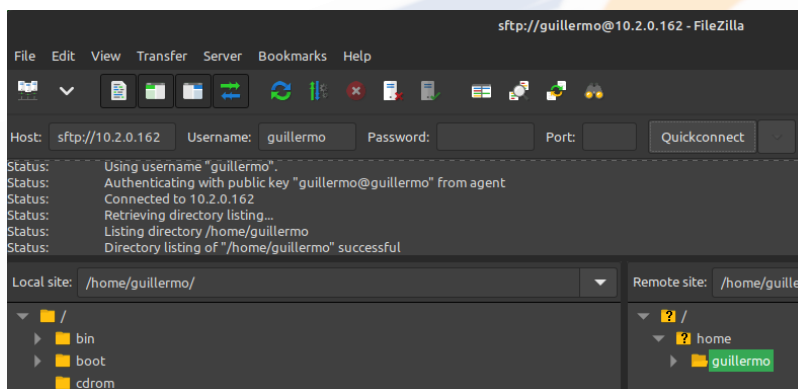 sftp://guillermo@10.2.0.162 - FileZilla
File Edit View Transfer Server Bookmarks Help
Host: sftp://10.2.0.162 Username: guillermo Password: Port: Quickconnect
Status: Using username "guillermo".
Status: Authenticating with public key "guillermo@guillermo" from agent
Status: Connected to 10.2.0.162
Status: Retrieving directory listing...
Status: Listing directory /home/guillermo
Status: Directory listing of "/home/guillermo" successful
Local site: /home/guillermo/ Remote site: /home/guille
/ /
bin home
boot guillermo
cdrom